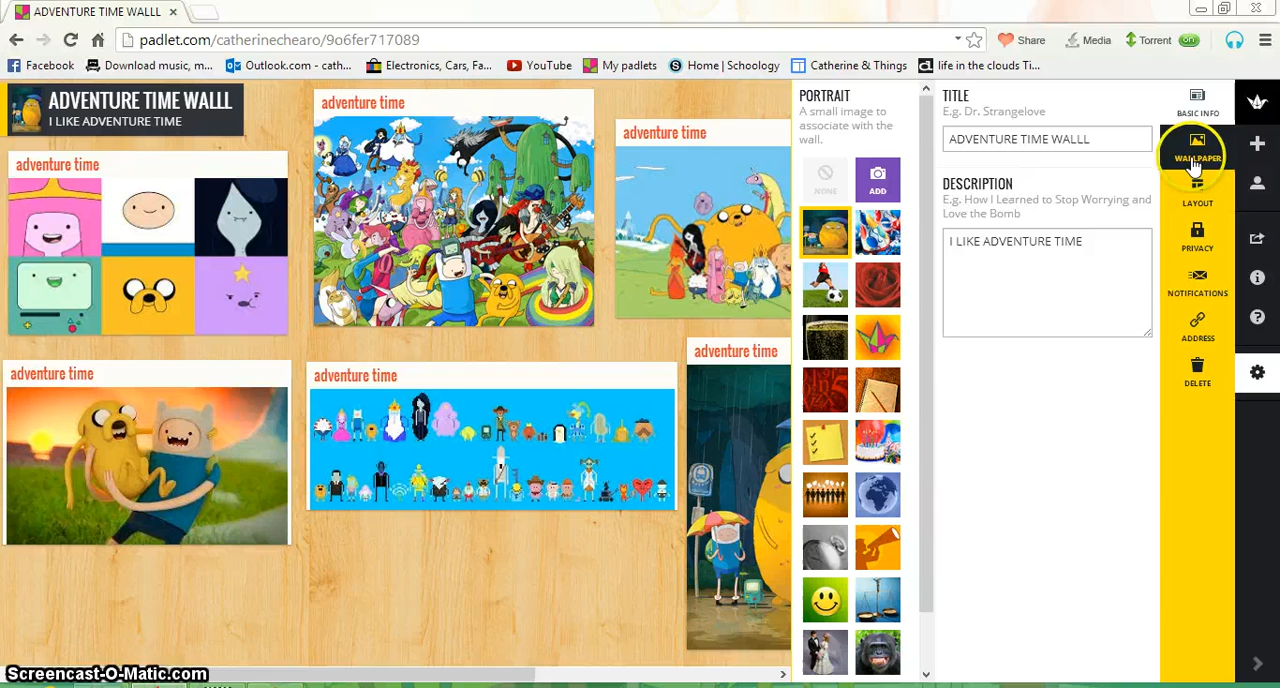 ADVENTURE TIME WALLL
padlet.com/catherinechearo/9o6fer717089
Share
Media
Torrent on
Facebook
Download music, m...
Outlook.com - cath...
Electronics, Cars, Fa...
YouTube
My padlets
Home | Schoology
Catherine & Things
life in the clouds Ti...
ADVENTURE TIME WALLL
I LIKE ADVENTURE TIME
adventure time
adventure time
adventure time
adventure time
adventure time
adventure time
PORTRAIT
A small image to
associate with the
wall.
NONE
ADD
TITLE
E.g. Dr. Strangelove
ADVENTURE TIME WALLL
DESCRIPTION
E.g. How I Learned to Stop Worrying and
Love the Bomb
I LIKE ADVENTURE TIME
BASIC INFO
WALLPAPER
LAYOUT
PRIVACY
NOTIFICATIONS
ADDRESS
DELETE
Screencast-O-Matic.com